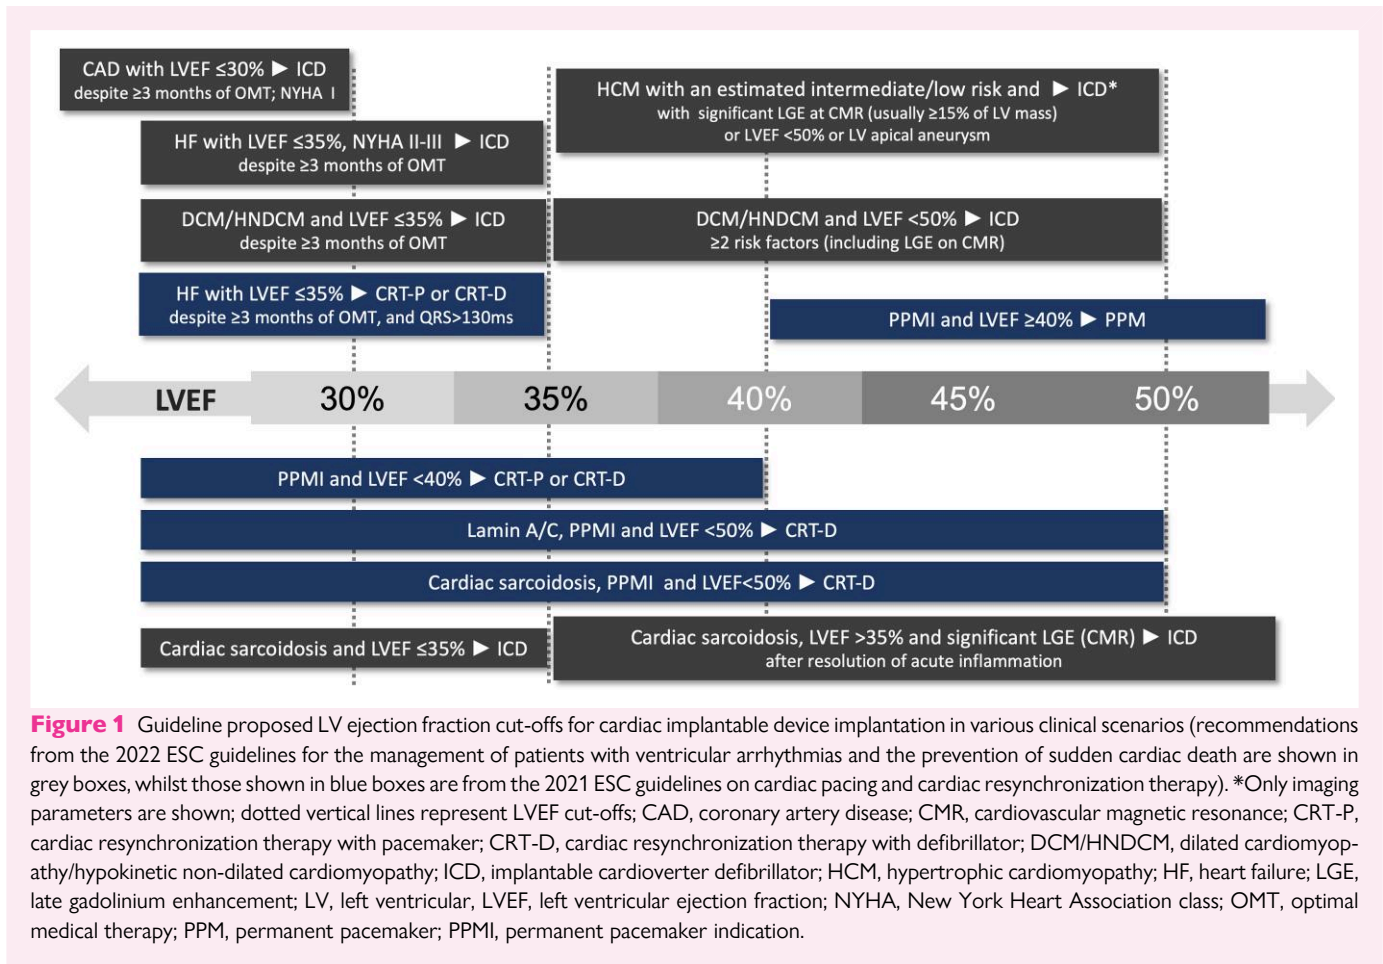 CAD with LVEF ≤30% ► ICD
despite ≥3 months of OMT; NYHA I
HF with LVEF ≤35%, NYHA II-III ► ICD
despite ≥3 months of OMT
DCM/HNDCM and LVEF ≤35% ► ICD
despite ≥3 months of OMT
HF with LVEF ≤35% ► CRT-P or CRT-D
despite ≥3 months of OMT, and QRS>130ms
HCM with an estimated intermediate/low risk and ► ICD*
with significant LGE at CMR (usually ≥15% of LV mass)
or LVEF <50% or LV apical aneurysm
DCM/HNDCM and LVEF <50% ► ICD
≥2 risk factors (including LGE on CMR)
PPMI and LVEF ≥40% ► PPM
LVEF 30% 35% 40% 45% 50%
PPMI and LVEF <40% ► CRT-P or CRT-D
Lamin A/C, PPMI and LVEF <50% ► CRT-D
Cardiac sarcoidosis, PPMI and LVEF<50% ► CRT-D
Cardiac sarcoidosis and LVEF ≤35% ► ICD
Cardiac sarcoidosis, LVEF >35% and significant LGE (CMR) ► ICD
after resolution of acute inflammation
Figure 1 Guideline proposed LV ejection fraction cut-offs for cardiac implantable device implantation in various clinical scenarios (recommendations
from the 2022 ESC guidelines for the management of patients with ventricular arrhythmias and the prevention of sudden cardiac death are shown in
grey boxes, whilst those shown in blue boxes are from the 2021 ESC guidelines on cardiac pacing and cardiac resynchronization therapy). *Only imaging
parameters are shown; dotted vertical lines represent LVEF cut-offs; CAD, coronary artery disease; CMR, cardiovascular magnetic resonance; CRT-P,
cardiac resynchronization therapy with pacemaker; CRT-D, cardiac resynchronization therapy with defibrillator; DCM/HNDCM, dilated cardiomyop-
athy/hypokinetic non-dilated cardiomyopathy; ICD, implantable cardioverter defibrillator; HCM, hypertrophic cardiomyopathy; HF, heart failure; LGE,
late gadolinium enhancement; LV, left ventricular, LVEF, left ventricular ejection fraction; NYHA, New York Heart Association class; OMT, optimal
medical therapy; PPM, permanent pacemaker; PPMI, permanent pacemaker indication.